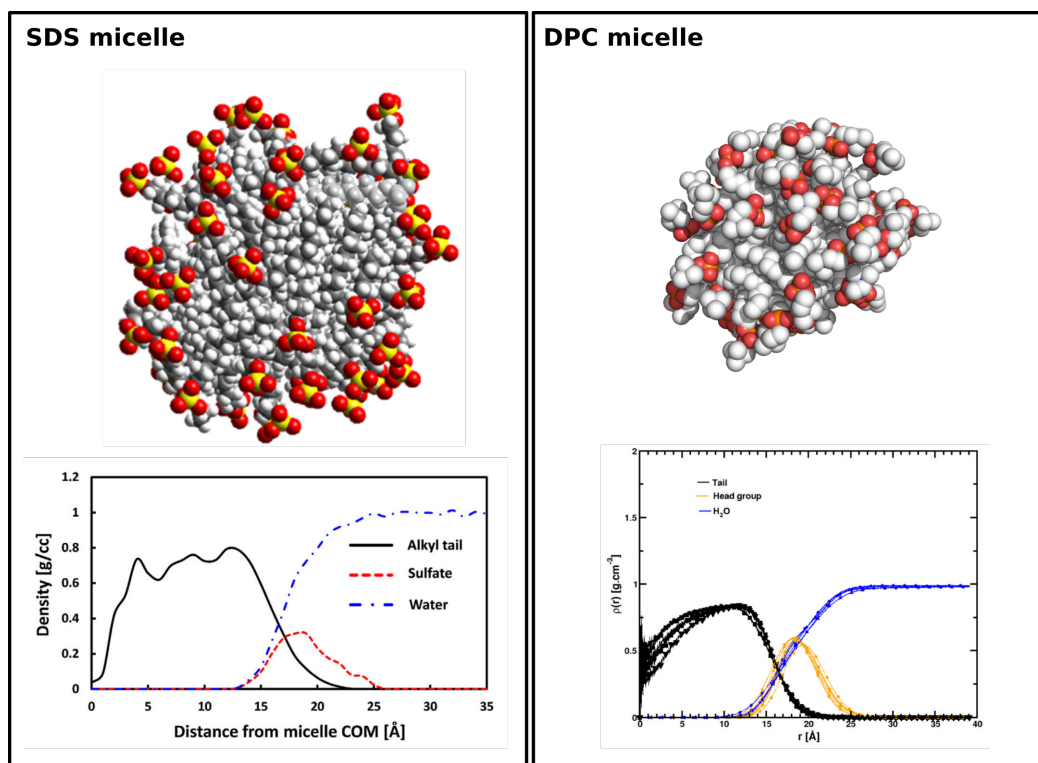 SDS micelle
1.2
1
0.8
0.6
0.4
0.2
0
Density [g/cc]
Alkyl tail
Sulfate
Water
0 5 10 15 20 25 30 35
Distance from micelle COM [Å]
DPC micelle
2
1.5
1
0.5
0
ρ(r) [g.cm⁻³]
Tail
Head group
H₂O
0 5 10 15 20 25 30 35 40
r [Å]